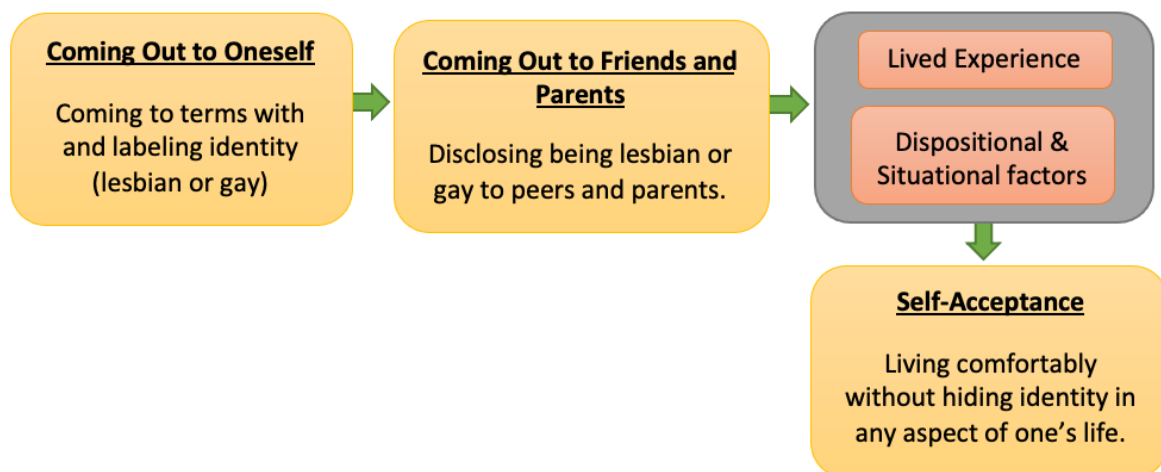 Coming Out to Oneself
Coming to terms with
and labeling identity
(lesbian or gay)
Coming Out to Friends and
Parents
Disclosing being lesbian or
gay to peers and parents.
Lived Experience
Dispositional &
Situational factors
Self-Acceptance
Living comfortably
without hiding identity in
any aspect of one’s life.